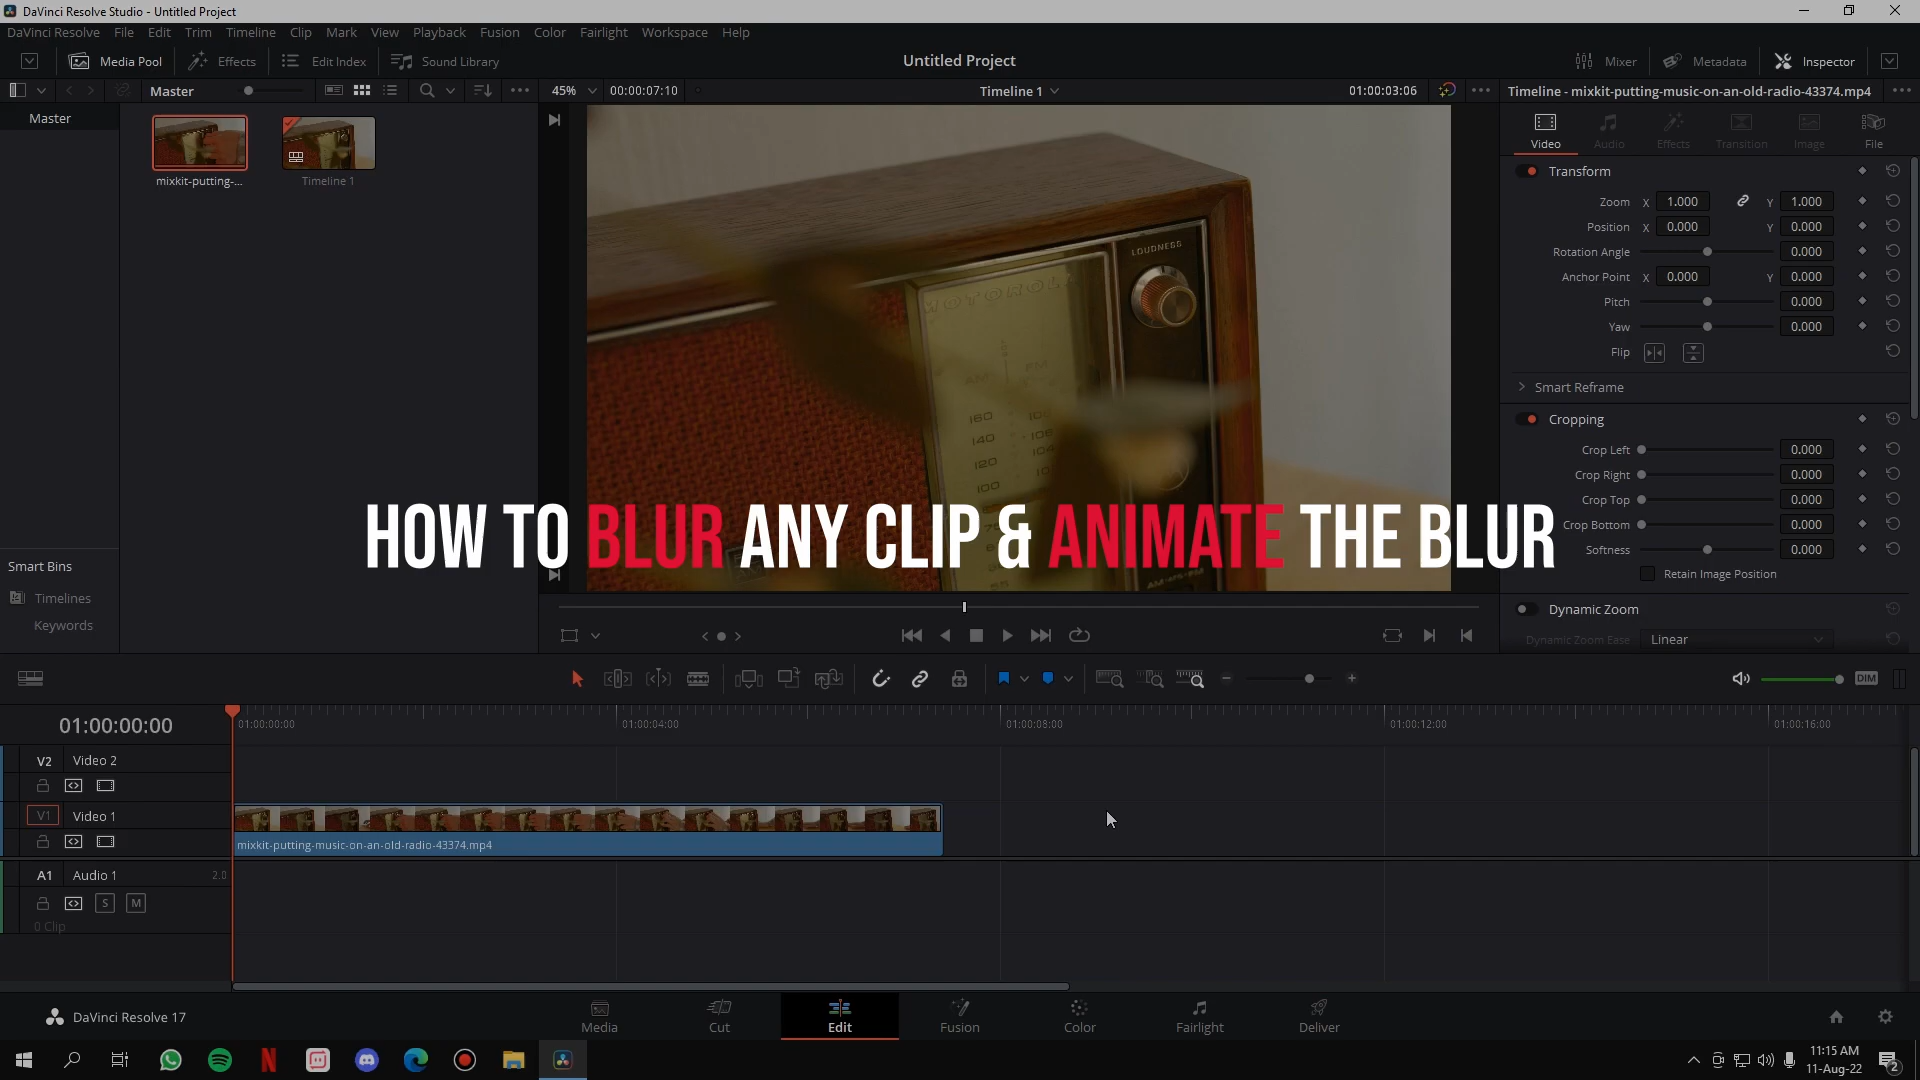 DaVinci Resolve Studio - Untitled Project
DaVinci Resolve File Edit Trim Timeline Clip Mark View Playback Fusion Color Fairlight Workspace Help
Media Pool Effects Edit Index Sound Library Untitled Project Mixer Metadata Inspector
Master 45% 00:00:07:10 Timeline 1 01:00:03:06 Timeline - mixkit-putting-music-on-an-old-radio-43374.mp4
Master
mixkit-putting-... Timeline 1
Video Audio Effects Transition Image File
Transform
Zoom X 1.000 Y 1.000
Position X 0.000 Y 0.000
Rotation Angle 0.000
Anchor Point X 0.000 Y 0.000
Pitch 0.000
Yaw 0.000
Flip
Smart Reframe
Cropping
Crop Left 0.000
Crop Right 0.000
Crop Top 0.000
Crop Bottom 0.000
Softness 0.000
Retain Image Position
Dynamic Zoom
Dynamic Zoom Ease Linear
LOUDNESS
MOTOROLA
AM FM
160
140 106
120
100
HOW TO BLUR ANY CLIP & ANIMATE THE BLUR
Smart Bins
Timelines
Keywords
DIM
01:00:00:00 01:00:00:00 01:00:04:00 01:00:08:00 01:00:12:00 01:00:16:00
V2 Video 2
V1 Video 1
mixkit-putting-music-on-an-old-radio-43374.mp4
A1 Audio 1 2.0
S M
0 Clip
DaVinci Resolve 17
Media Cut Edit Fusion Color Fairlight Deliver
11:15 AM
11-Aug-22
2